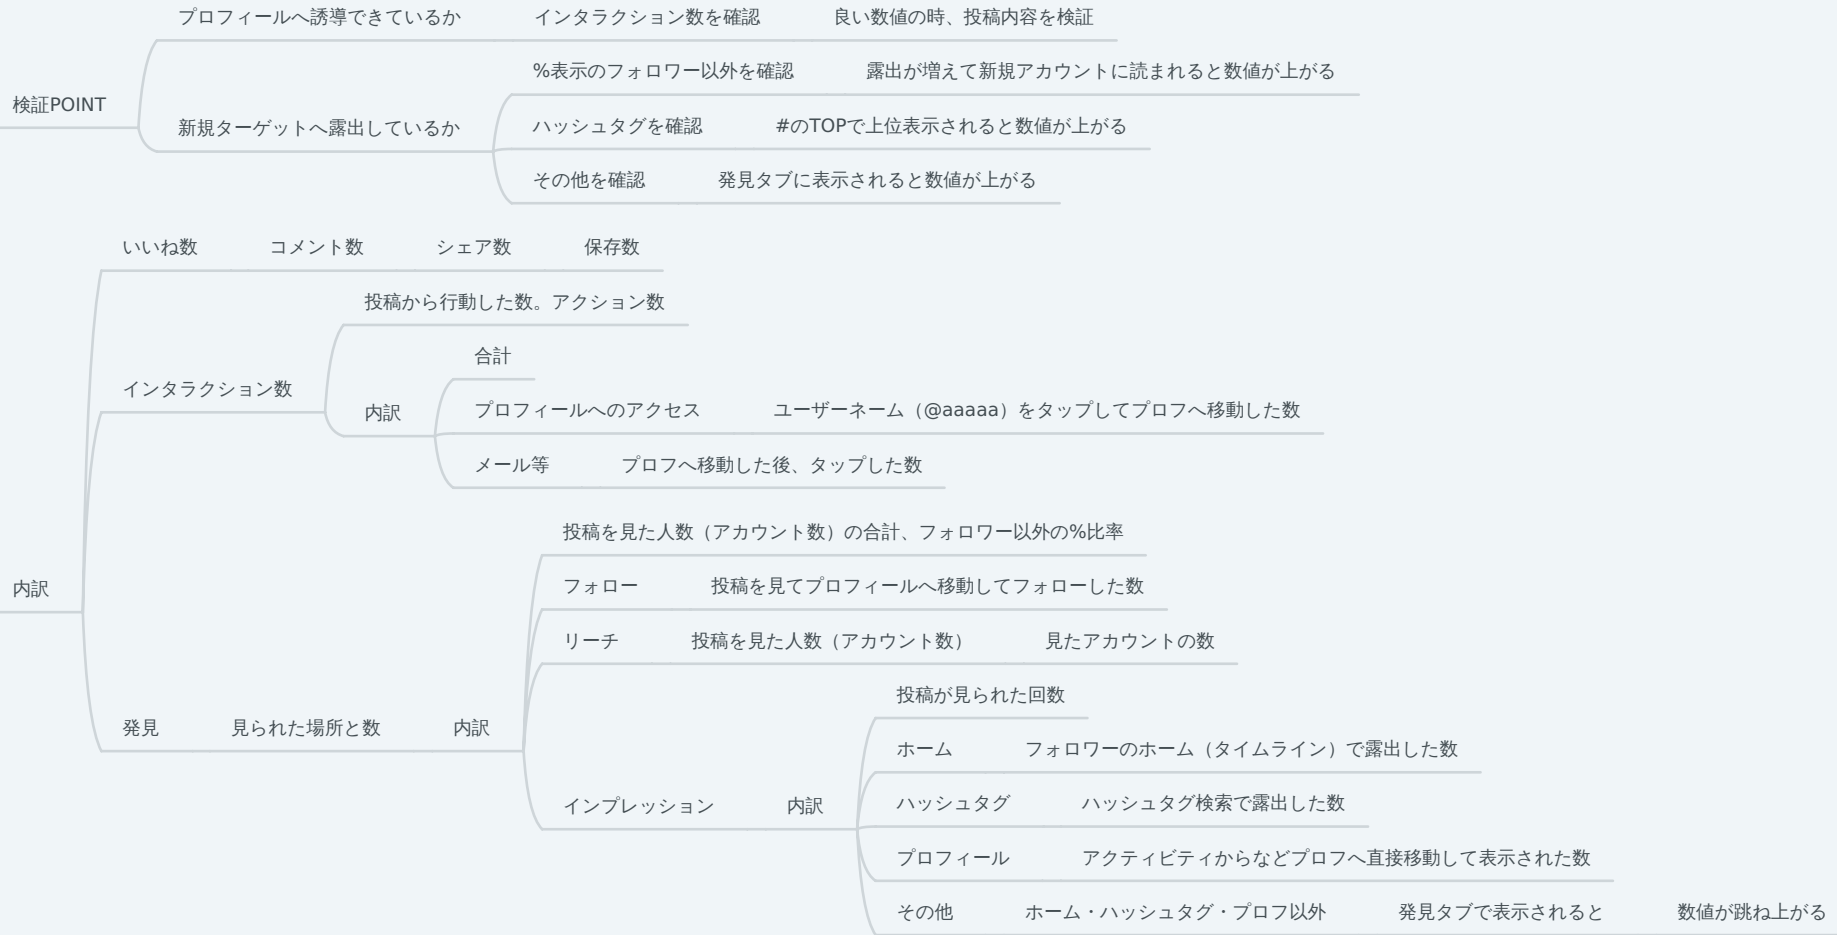 プロフィールへ誘導できているか インタラクション数を確認 良い数値の時、投稿内容を検証
%表示のフォロワー以外を確認 露出が増えて新規アカウントに読まれると数値が上がる
検証POINT
新規ターゲットへ露出しているか ハッシュタグを確認 #のTOPで上位表示されると数値が上がる
その他を確認 発見タブに表示されると数値が上がる
いいね数 コメント数 シェア数 保存数
投稿から行動した数。アクション数
合計
インタラクション数
内訳 プロフィールへのアクセス ユーザーネーム（@aaaaa）をタップしてプロフへ移動した数
メール等 プロフへ移動した後、タップした数
投稿を見た人数（アカウント数）の合計、フォロワー以外の%比率
内訳 フォロー 投稿を見てプロフィールへ移動してフォローした数
リーチ 投稿を見た人数（アカウント数） 見たアカウントの数
投稿が見られた回数
発見 見られた場所と数 内訳
ホーム フォロワーのホーム（タイムライン）で露出した数
インプレッション 内訳 ハッシュタグ ハッシュタグ検索で露出した数
プロフィール アクティビティからなどプロフへ直接移動して表示された数
その他 ホーム・ハッシュタグ・プロフ以外 発見タブで表示されると 数値が跳ね上がる